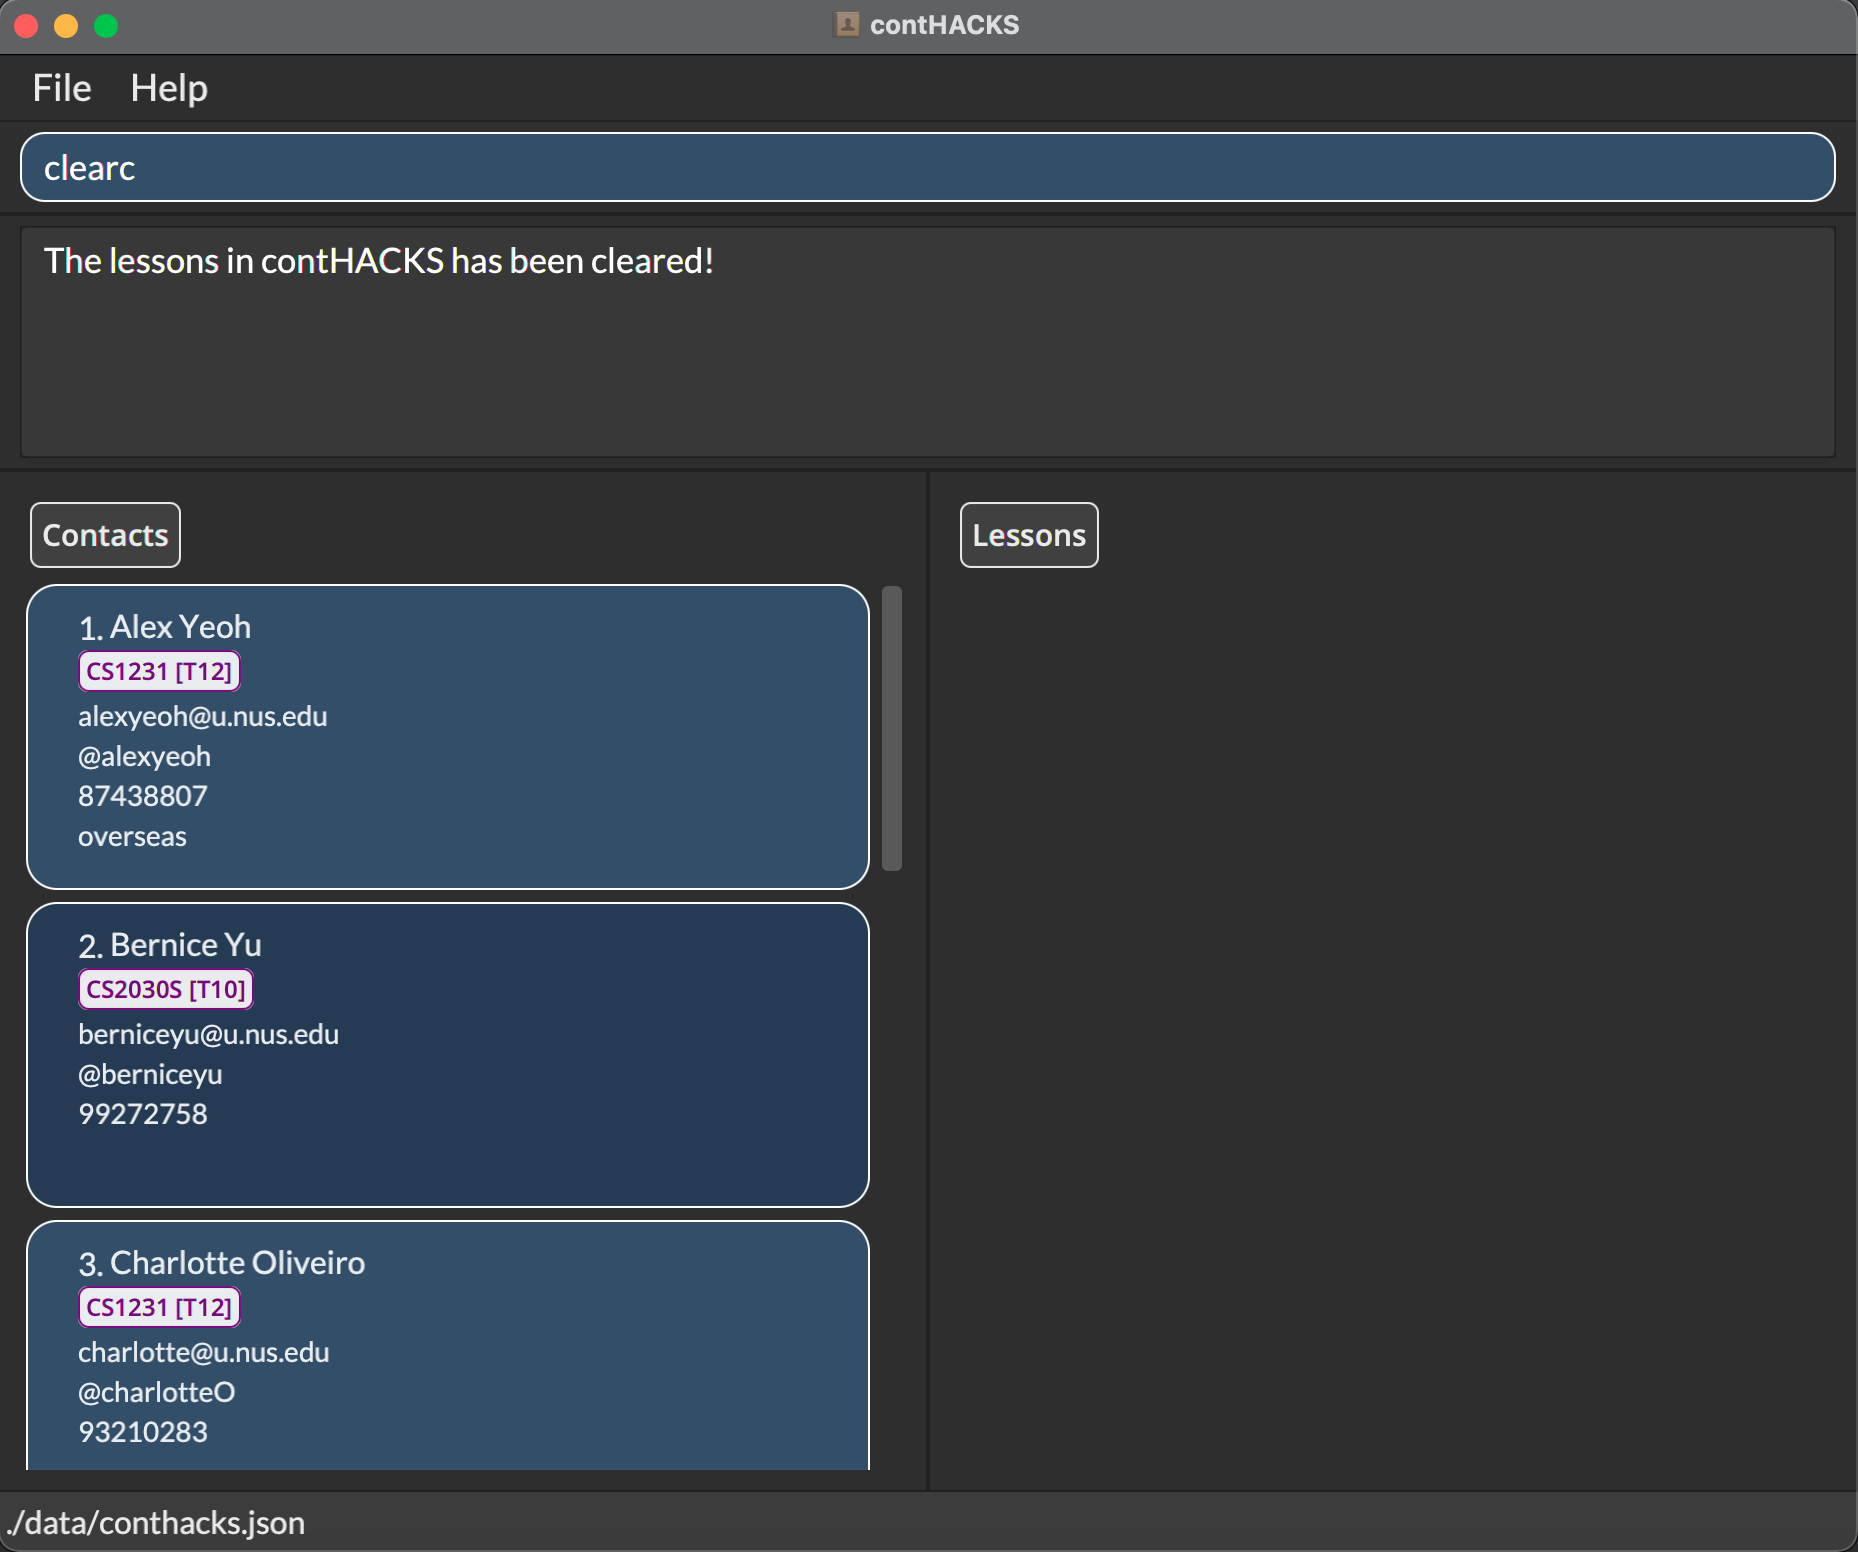 contHACKS
File Help
clearc
The lessons in contHACKS has been cleared!
Contacts
1. Alex Yeoh
CS1231 [T12]
alexyeoh@u.nus.edu
@alexyeoh
87438807
overseas
2. Bernice Yu
CS2030S [T10]
berniceyu@u.nus.edu
@berniceyu
99272758
3. Charlotte Oliveiro
CS1231 [T12]
charlotte@u.nus.edu
@charlotteO
93210283
Lessons
./data/conthacks.json